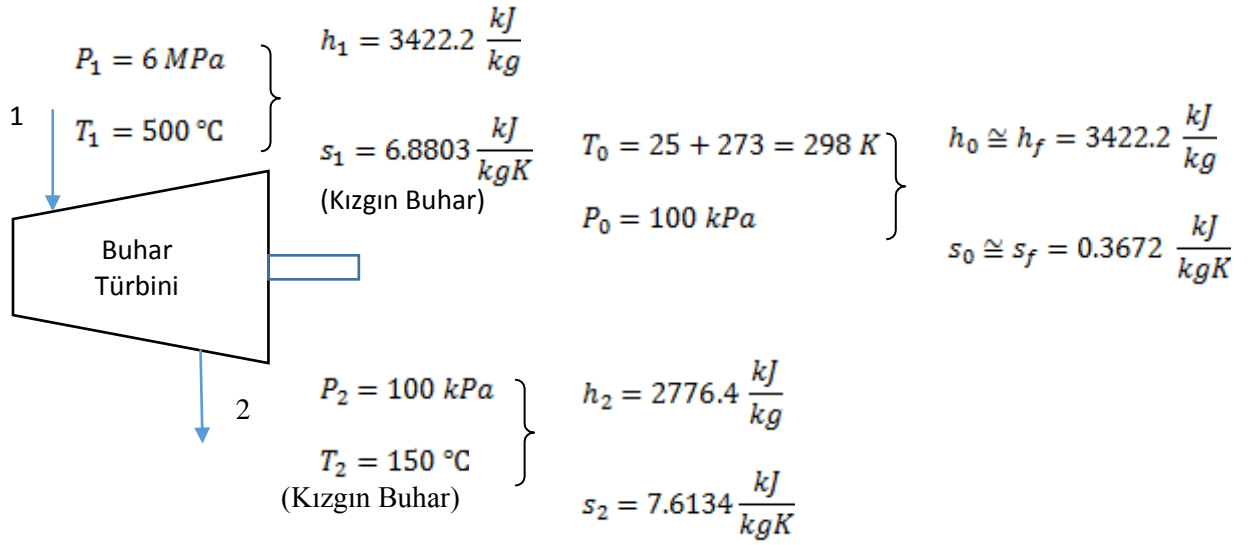 1
P₁ = 6 MPa
T₁ = 500 ℃
h₁ = 3422.2 kJ/kg
s₁ = 6.8803 kJ/kgK
(Kızgın Buhar)
T₀ = 25 + 273 = 298 K
P₀ = 100 kPa
h₀ ≅ h_f = 3422.2 kJ/kg
s₀ ≅ s_f = 0.3672 kJ/kgK
Buhar
Türbini
2
P₂ = 100 kPa
T₂ = 150 ℃
(Kızgın Buhar)
h₂ = 2776.4 kJ/kg
s₂ = 7.6134 kJ/kgK